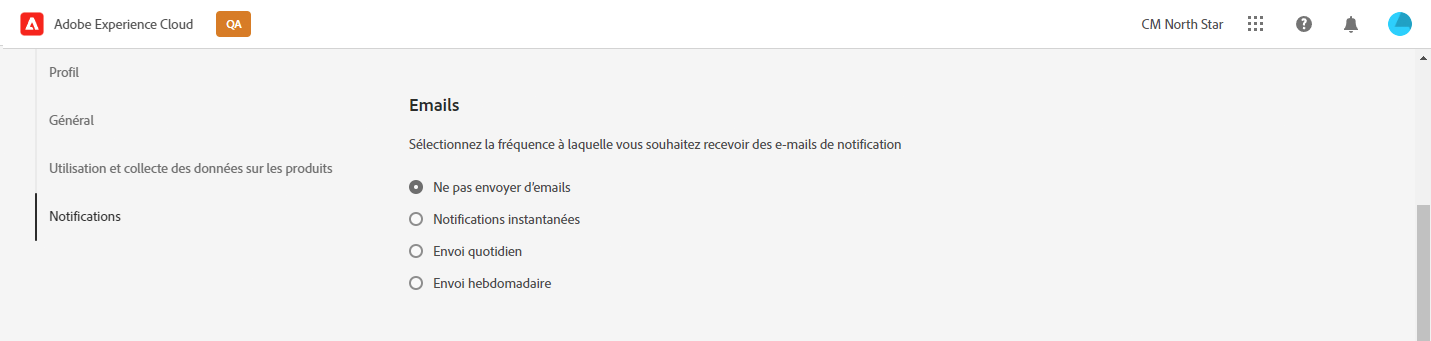 Adobe Experience Cloud
QA
CM North Star
Profil
Général
Utilisation et collecte des données sur les produits
Notifications
Emails
Sélectionnez la fréquence à laquelle vous souhaitez recevoir des e-mails de notification
Ne pas envoyer d’emails
Notifications instantanées
Envoi quotidien
Envoi hebdomadaire